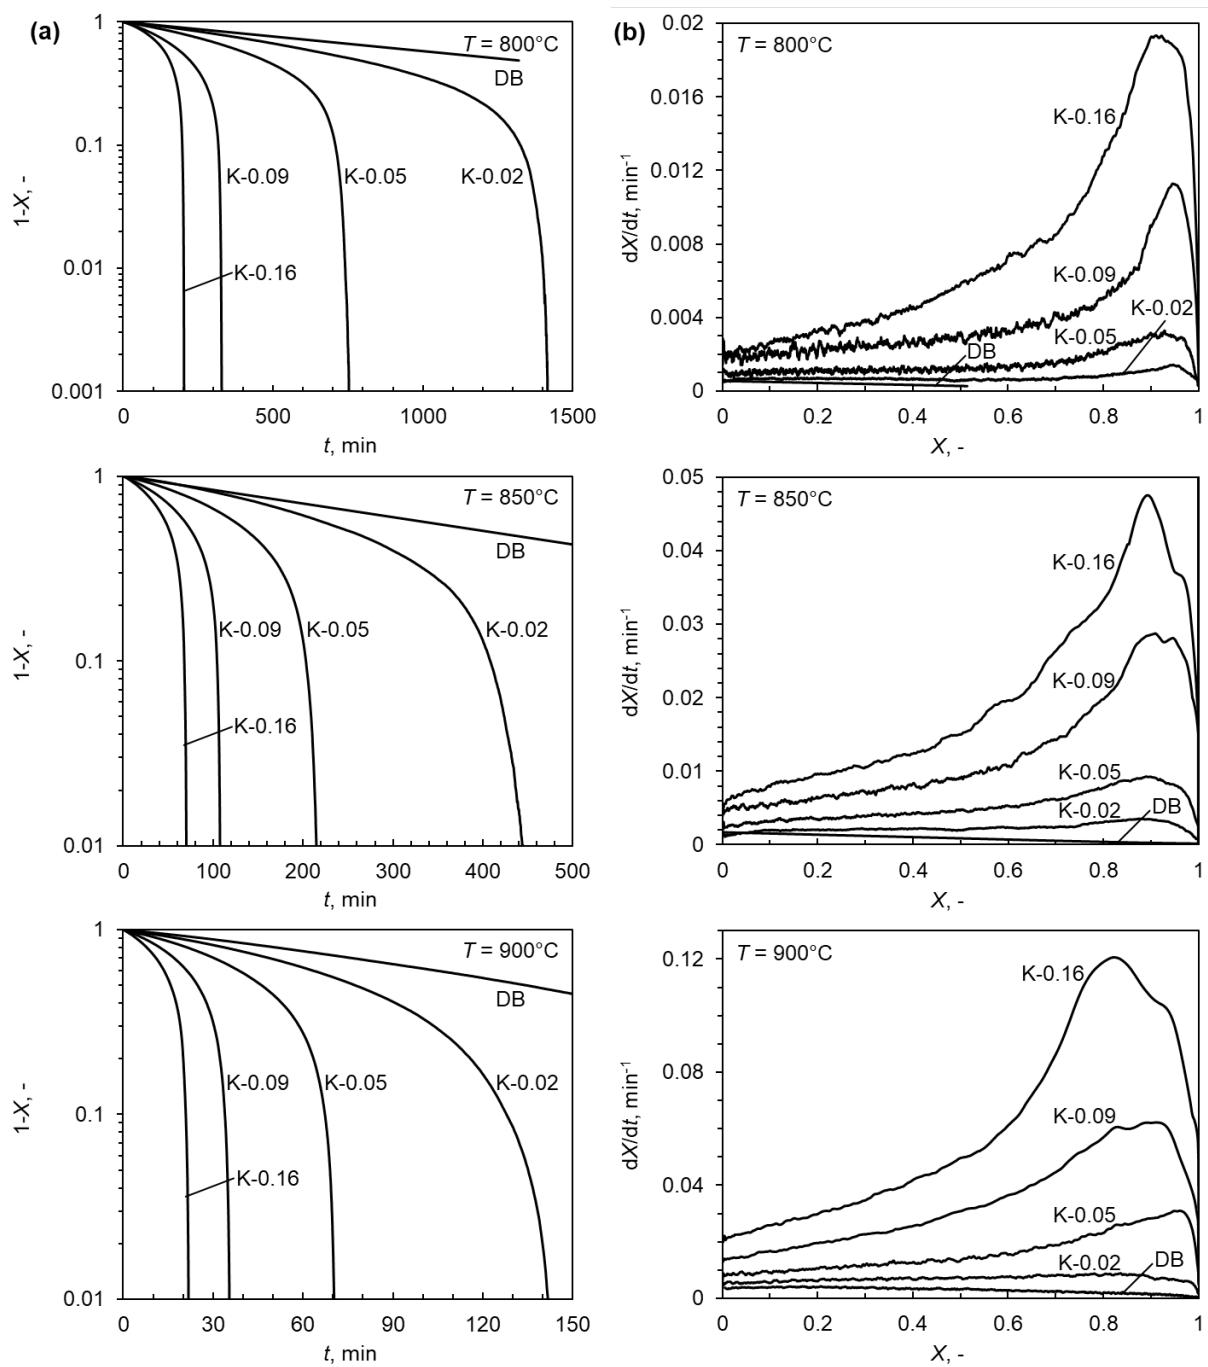 (a)
1
0.1
0.01
0.001
1-X, -
T = 800°C
DB
K-0.09
K-0.05
K-0.02
K-0.16
0 500 1000 1500
t, min
(b)
0.02
0.016
0.012
0.008
0.004
0
dX/dt, min-1
T = 800°C
K-0.16
K-0.09
K-0.02
K-0.05
DB
0 0.2 0.4 0.6 0.8 1
X, -
1
0.1
0.01
1-X, -
T = 850°C
DB
K-0.09
K-0.05
K-0.02
K-0.16
0 100 200 300 400 500
t, min
0.05
0.04
0.03
0.02
0.01
0
dX/dt, min-1
T = 850°C
K-0.16
K-0.09
K-0.05
K-0.02
DB
0 0.2 0.4 0.6 0.8 1
X, -
1
0.1
0.01
1-X, -
T = 900°C
DB
K-0.09
K-0.05
K-0.02
K-0.16
0 30 60 90 120 150
t, min
0.12
0.08
0.04
0
dX/dt, min-1
T = 900°C
K-0.16
K-0.09
K-0.05
K-0.02
DB
0 0.2 0.4 0.6 0.8 1
X, -